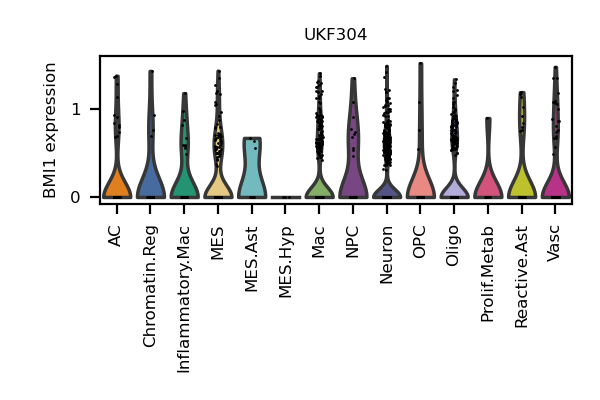 UKF304
BMI1 expression
1
0
AC
Chromatin.Reg
Inflammatory.Mac
MES
MES.Ast
MES.Hyp
Mac
NPC
Neuron
OPC
Oligo
Prolif.Metab
Reactive.Ast
Vasc